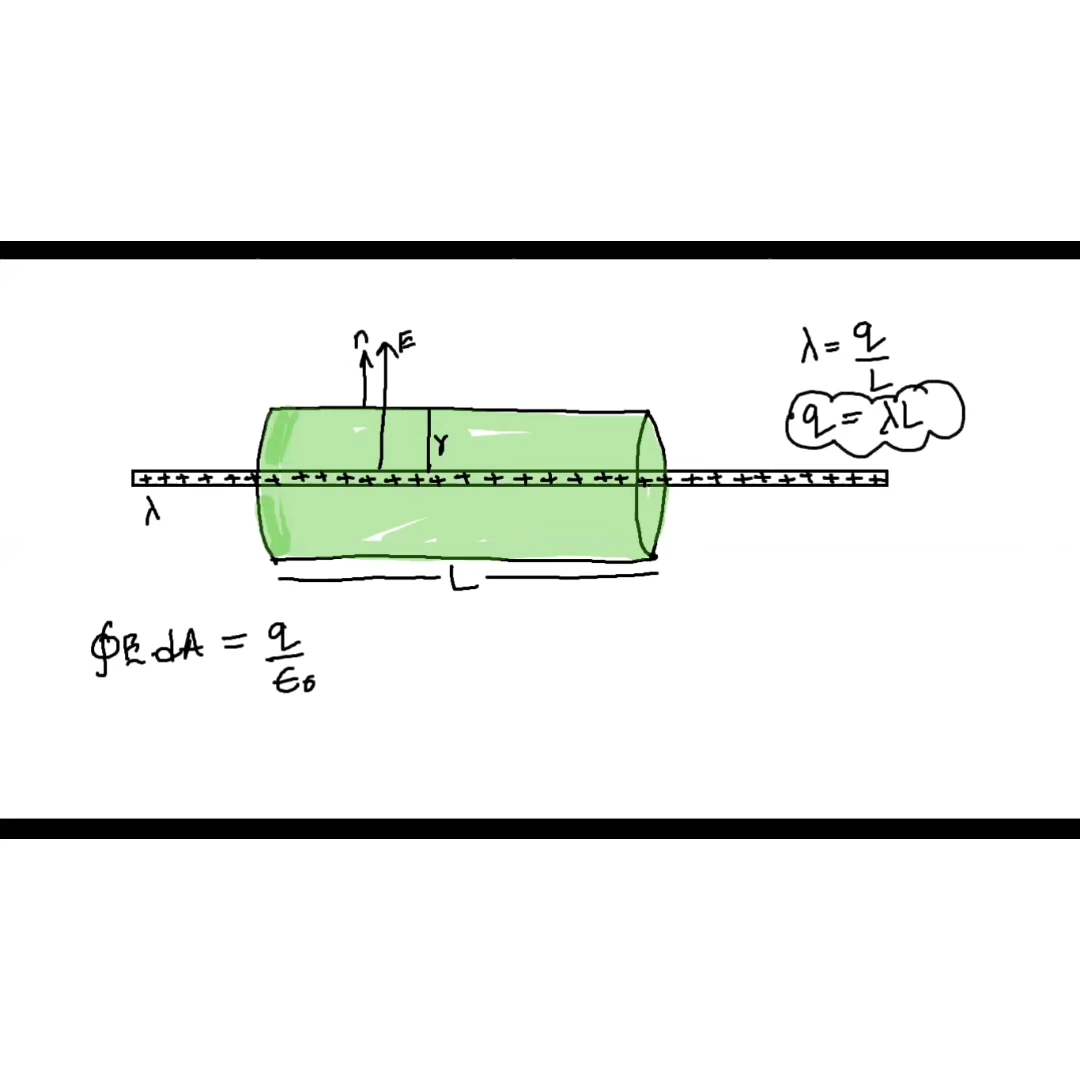 n E
λ = q/L
q = λL
r
+ + + + + + + + + + + + + + + + + + + + + + + + + + + + + + + +
λ
L
∮E.dA = q/ϵ₀